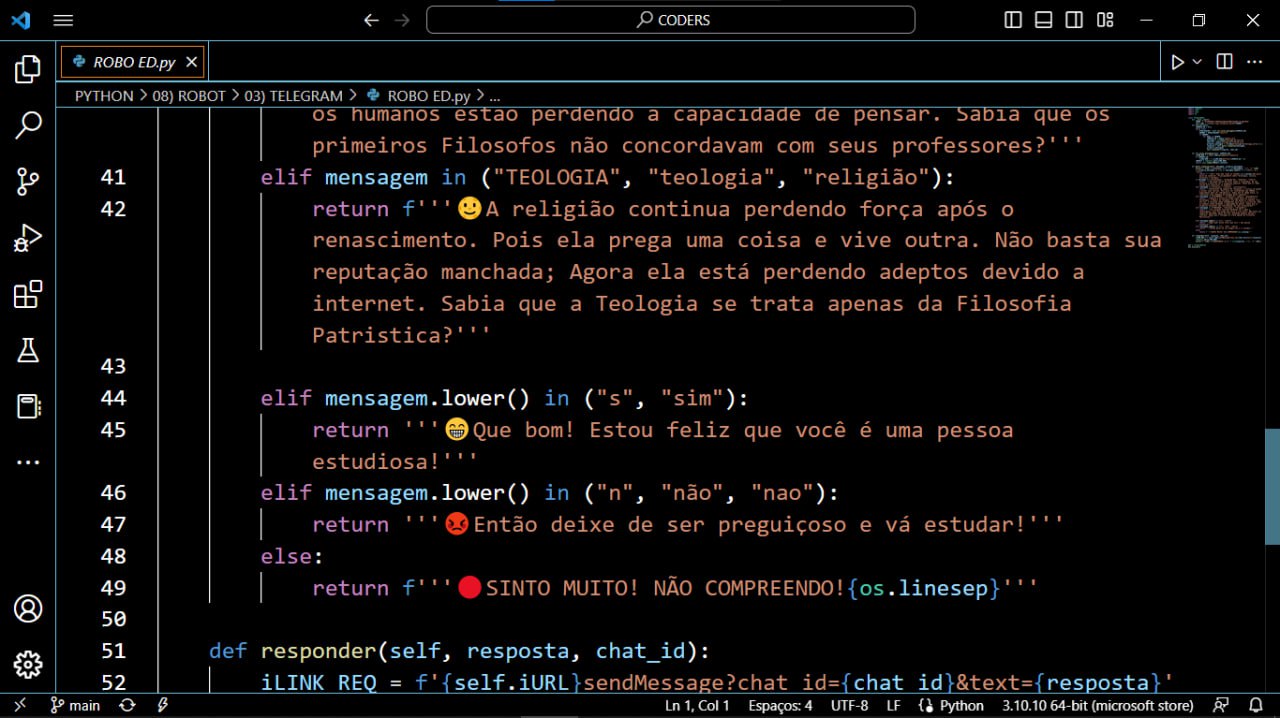 CODERS
ROBO ED.py
PYTHON > 08) ROBOT > 03) TELEGRAM > ROBO ED.py > ...
os humanos estão perdendo a capacidade de pensar. Sabia que os
primeiros Filosofos não concordavam com seus professores?'''
41 elif mensagem in ("TEOLOGIA", "teologia", "religião"):
42 return f'''🙂A religião continua perdendo força após o
renascimento. Pois ela prega uma coisa e vive outra. Não basta sua
reputação manchada; Agora ela está perdendo adeptos devido a
internet. Sabia que a Teologia se trata apenas da Filosofia
Patristica?'''
43
44 elif mensagem.lower() in ("s", "sim"):
45 return '''😁Que bom! Estou feliz que você é uma pessoa
estudiosa!'''
46 elif mensagem.lower() in ("n", "não", "nao"):
47 return '''😡Então deixe de ser preguiçoso e vá estudar!'''
48 else:
49 return f'''🔴SINTO MUITO! NÃO COMPREENDO!{os.linesep}'''
50
51 def responder(self, resposta, chat_id):
52 iLINK_REQ = f'{self.iURL}sendMessage?chat_id={chat_id}&text={resposta}'
main Ln 1, Col 1 Espaços: 4 UTF-8 LF Python 3.10.10 64-bit (microsoft store)